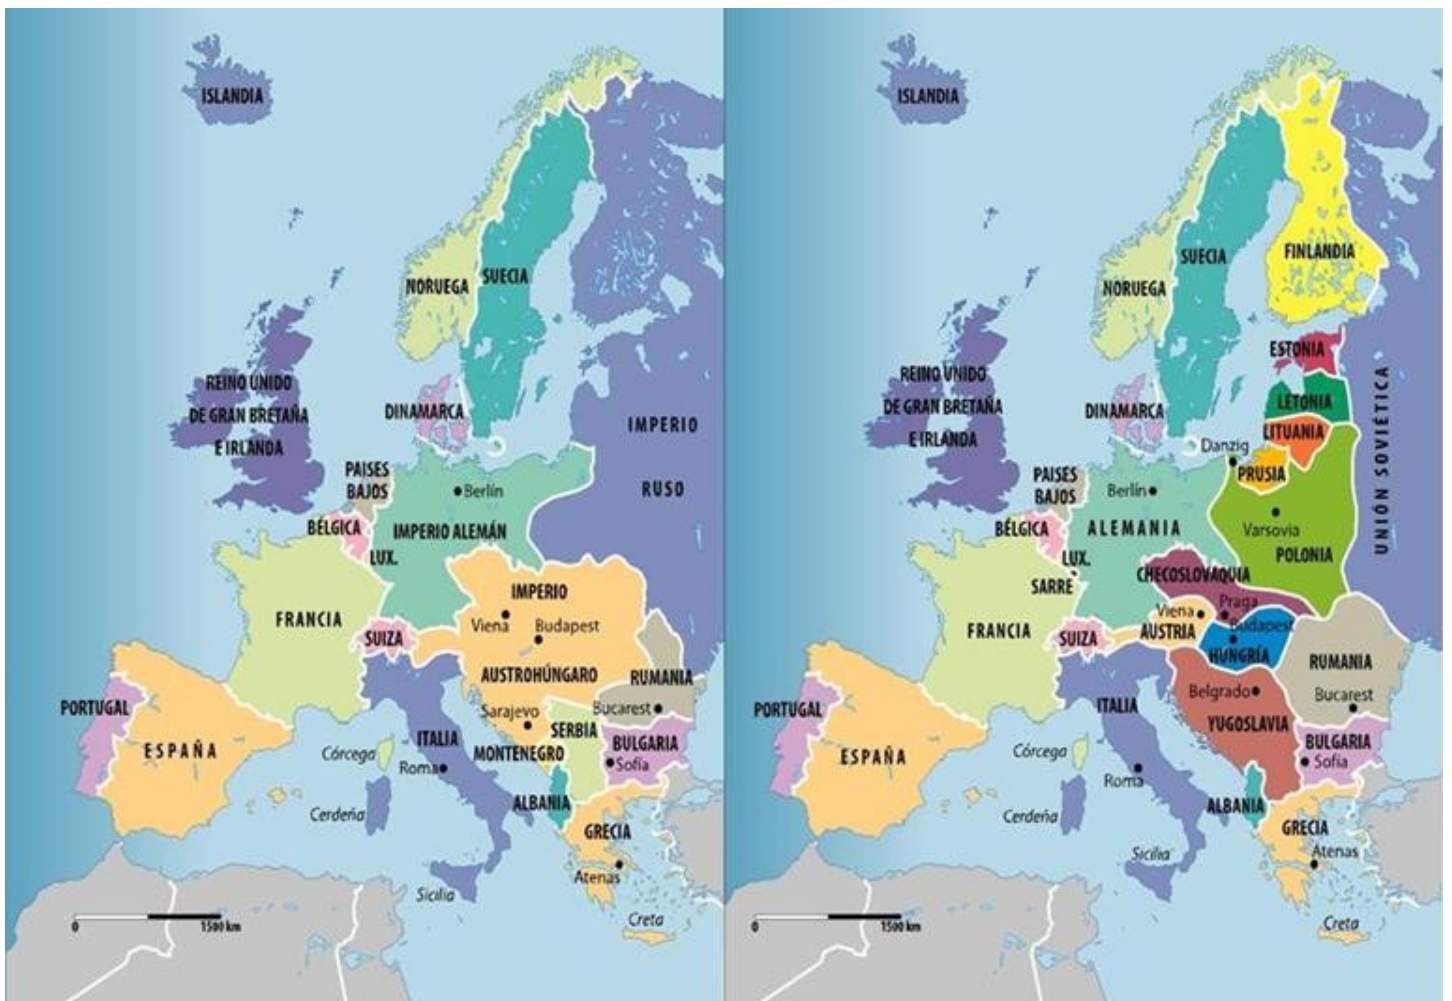 ISLANDIA
NORUEGA
SUECIA
REINO UNIDO
DE GRAN BRETAÑA
E IRLANDA
DINAMARCA
IMPERIO
RUSO
PAISES
BAJOS
Berlín
BÉLGICA
IMPERIO ALEMÁN
LUX.
IMPERIO
FRANCIA
Viena
Budapest
SUIZA
AUSTROHÚNGARO
RUMANIA
PORTUGAL
Sarajevo
Bucarest
SERBIA
ESPAÑA
ITALIA
MONTENEGRO
BULGARIA
Córcega
Roma
Sofía
Cerdeña
ALBANIA
GRECIA
Atenas
Sicilia
Creta
0
1500 km
ISLANDIA
FINLANDIA
SUECIA
NORUEGA
ESTONIA
REINO UNIDO
DE GRAN BRETAÑA
E IRLANDA
DINAMARCA
LETONIA
LITUANIA
UNIÓN SOVIÉTICA
Danzig
PRUSIA
PAISES
BAJOS
Berlín
BÉLGICA
ALEMANIA
Varsovia
POLONIA
LUX.
SARRE
CHECOSLOVAQUIA
Praga
Viena
FRANCIA
AUSTRIA
Budapest
SUIZA
HUNGRÍA
RUMANIA
Belgrado
Bucarest
PORTUGAL
ITALIA
YUGOSLAVIA
ESPAÑA
BULGARIA
Córcega
Sofia
Roma
Cerdeña
ALBANIA
GRECIA
Atenas
Sicilia
Creta
0
1500 km